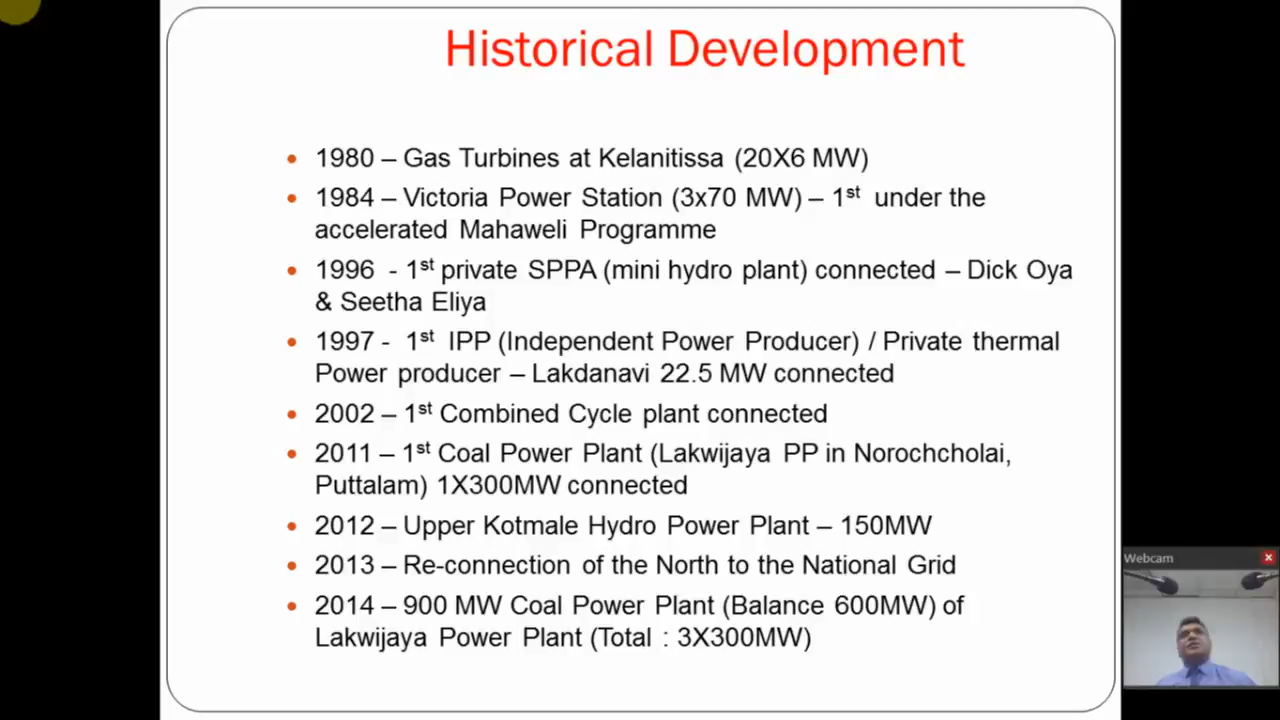 Historical Development
• 1980 – Gas Turbines at Kelanitissa (20X6 MW)
• 1984 – Victoria Power Station (3x70 MW) – 1st under the
accelerated Mahaweli Programme
• 1996 - 1st private SPPA (mini hydro plant) connected – Dick Oya
& Seetha Eliya
• 1997 - 1st IPP (Independent Power Producer) / Private thermal
Power producer – Lakdanavi 22.5 MW connected
• 2002 – 1st Combined Cycle plant connected
• 2011 – 1st Coal Power Plant (Lakwijaya PP in Norochcholai,
Puttalam) 1X300MW connected
• 2012 – Upper Kotmale Hydro Power Plant – 150MW
• 2013 – Re-connection of the North to the National Grid
• 2014 – 900 MW Coal Power Plant (Balance 600MW) of
Lakwijaya Power Plant (Total : 3X300MW)
Webcam